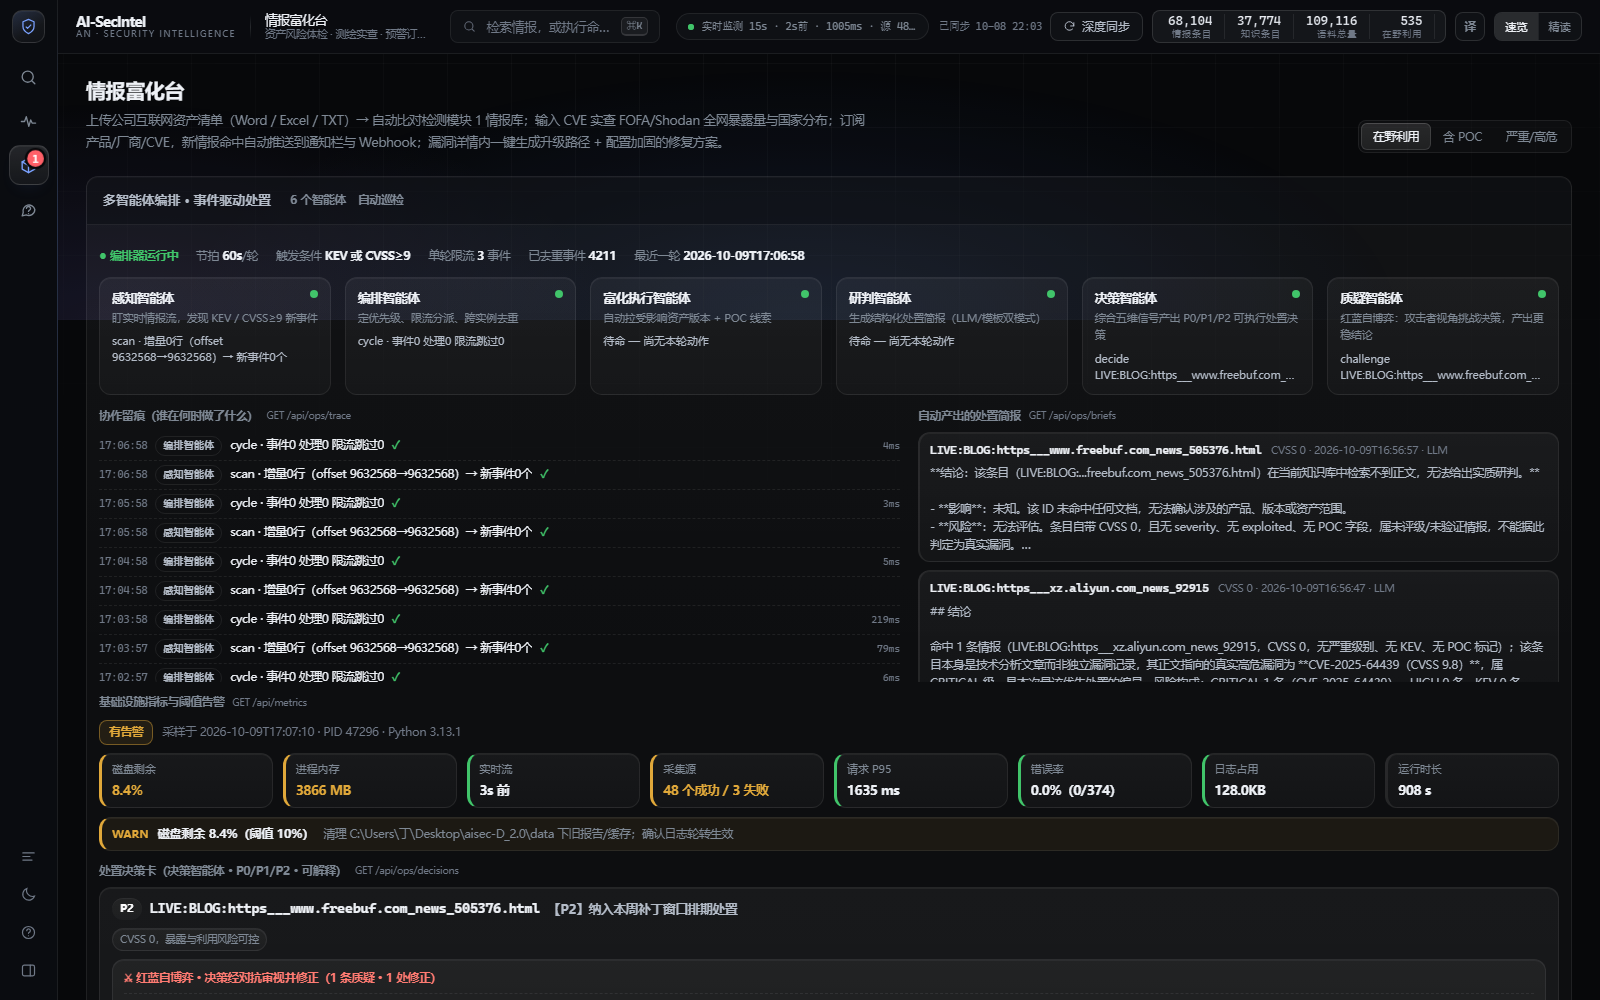 AI-SecIntel
AN · SECURITY INTELLIGENCE
情报富化台
资产风险体检 · 测绘实查 · 预警订...
检索情报，或执行命...
⌘K
实时监测 15s · 2s前 · 1005ms · 源 48…
已同步 10-08 22:03
深度同步
68,104
情报条目
37,774
知识条目
109,116
语料总量
535
在野利用
译
速览
精读
1
情报富化台
上传公司互联网资产清单（Word / Excel / TXT）→ 自动比对检测模块 1 情报库；输入 CVE 实查 FOFA/Shodan 全网暴露量与国家分布；订阅
产品/厂商/CVE，新情报命中自动推送到通知栏与 Webhook；漏洞详情内一键生成升级路径 + 配置加固的修复方案。
在野利用
含 POC
严重/高危
多智能体编排 • 事件驱动处置
6 个智能体
自动巡检
● 编排器运行中
节拍 60s/轮
触发条件 KEV 或 CVSS≥9
单轮限流 3 事件
已去重事件 4211
最近一轮 2026-10-09T17:06:58
感知智能体
盯实时情报流，发现 KEV / CVSS≥9 新事件
scan · 增量0行（offset
9632568→9632568）→ 新事件0个
编排智能体
定优先级、限流分派、跨实例去重
cycle · 事件0 处理0 限流跳过0
富化执行智能体
自动拉受影响资产版本 + POC 线索
待命 — 尚无本轮动作
研判智能体
生成结构化处置简报（LLM/模板双模式）
待命 — 尚无本轮动作
决策智能体
综合五维信号产出 P0/P1/P2 可执行处置决
策
decide
LIVE:BLOG:https___www.freebuf.com_...
质疑智能体
红蓝自博弈：攻击者视角挑战决策，产出更
稳结论
challenge
LIVE:BLOG:https___www.freebuf.com_...
协作留痕（谁在何时做了什么）
GET /api/ops/trace
17:06:58 编排智能体 cycle · 事件0 处理0 限流跳过0 ✓ 4ms
17:06:58 感知智能体 scan · 增量0行（offset 9632568→9632568）→ 新事件0个 ✓
17:05:58 编排智能体 cycle · 事件0 处理0 限流跳过0 ✓ 3ms
17:05:58 感知智能体 scan · 增量0行（offset 9632568→9632568）→ 新事件0个 ✓
17:04:58 编排智能体 cycle · 事件0 处理0 限流跳过0 ✓ 5ms
17:04:58 感知智能体 scan · 增量0行（offset 9632568→9632568）→ 新事件0个 ✓
17:03:58 编排智能体 cycle · 事件0 处理0 限流跳过0 ✓ 219ms
17:03:57 感知智能体 scan · 增量0行（offset 9632568→9632568）→ 新事件0个 ✓ 79ms
17:02:57 编排智能体 cycle · 事件0 处理0 限流跳过0 ✓ 6ms
自动产出的处置简报
GET /api/ops/briefs
LIVE:BLOG:https___www.freebuf.com_news_505376.html CVSS 0 · 2026-10-09T16:56:57 · LLM
**结论：该条目（LIVE:BLOG:...freebuf.com_news_505376.html）在当前知识库中检索不到正文，无法给出实质研判。**
- **影响**：未知。该 ID 未命中任何文档，无法确认涉及的产品、版本或资产范围。
- **风险**：无法评估。条目自带 CVSS 0，且无 severity、无 exploited、无 POC 字段，属未评级/未验证情报，不能据此
判定为真实漏洞。...
LIVE:BLOG:https___xz.aliyun.com_news_92915 CVSS 0 · 2026-10-09T16:56:47 · LLM
## 结论
命中 1 条情报（LIVE:BLOG:https___xz.aliyun.com_news_92915，CVSS 0，无严重级别、无 KEV、无 POC 标记）；该条
目本身是技术分析文章而非独立漏洞记录，其正文指向的真实高危漏洞为 **CVE-2025-64439（CVSS 9.8）**，属
基础设施指标与阈值告警
GET /api/metrics
有告警
采样于 2026-10-09T17:07:10 · PID 47296 · Python 3.13.1
磁盘剩余
8.4%
进程内存
3866 MB
实时流
3s 前
采集源
48 个成功 / 3 失败
请求 P95
1635 ms
错误率
0.0%（0/374）
日志占用
128.0KB
运行时长
908 s
WARN 磁盘剩余 8.4%（阈值 10%） 清理 C:\Users\丁\Desktop\aisec-D_2.0\data 下旧报告/缓存；确认日志轮转生效
处置决策卡（决策智能体 • P0/P1/P2 • 可解释）
GET /api/ops/decisions
P2 LIVE:BLOG:https___www.freebuf.com_news_505376.html 【P2】纳入本周补丁窗口排期处置
CVSS 0，暴露与利用风险可控
⚔ 红蓝自博弈 • 决策经对抗审视并修正（1 条质疑 • 1 处修正）